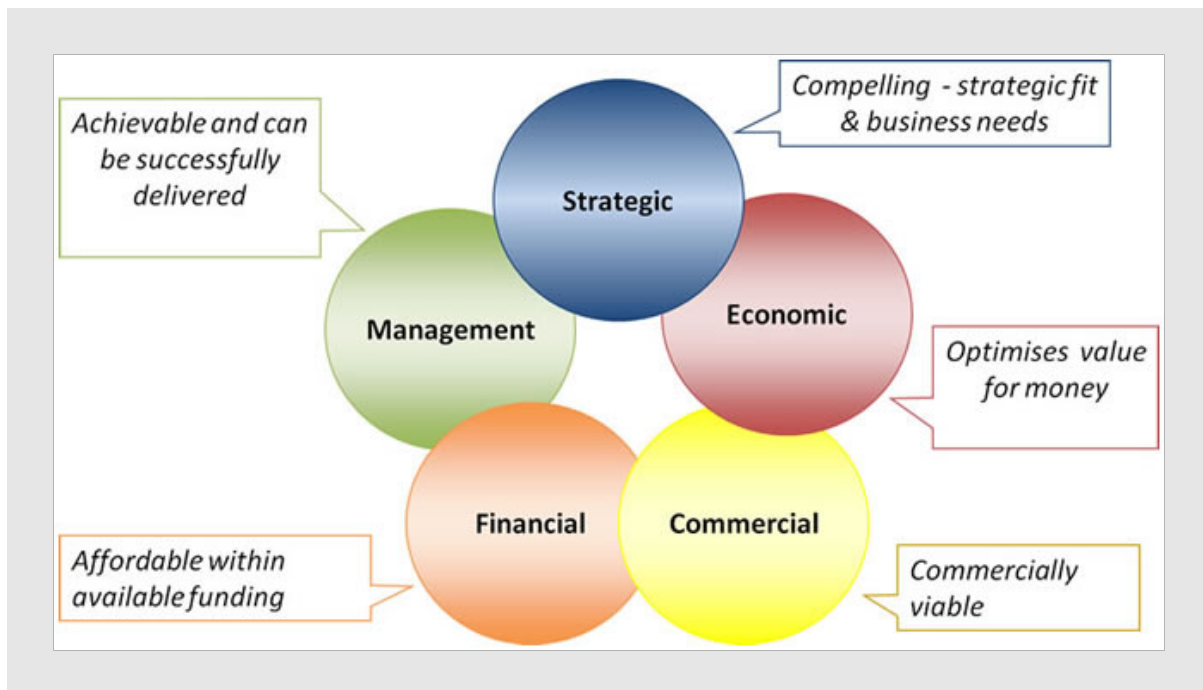 Compelling - strategic fit
& business needs
Achievable and can
be successfully
delivered
Strategic
Management
Economic
Optimises value
for money
Financial
Commercial
Affordable within
available funding
Commercially
viable